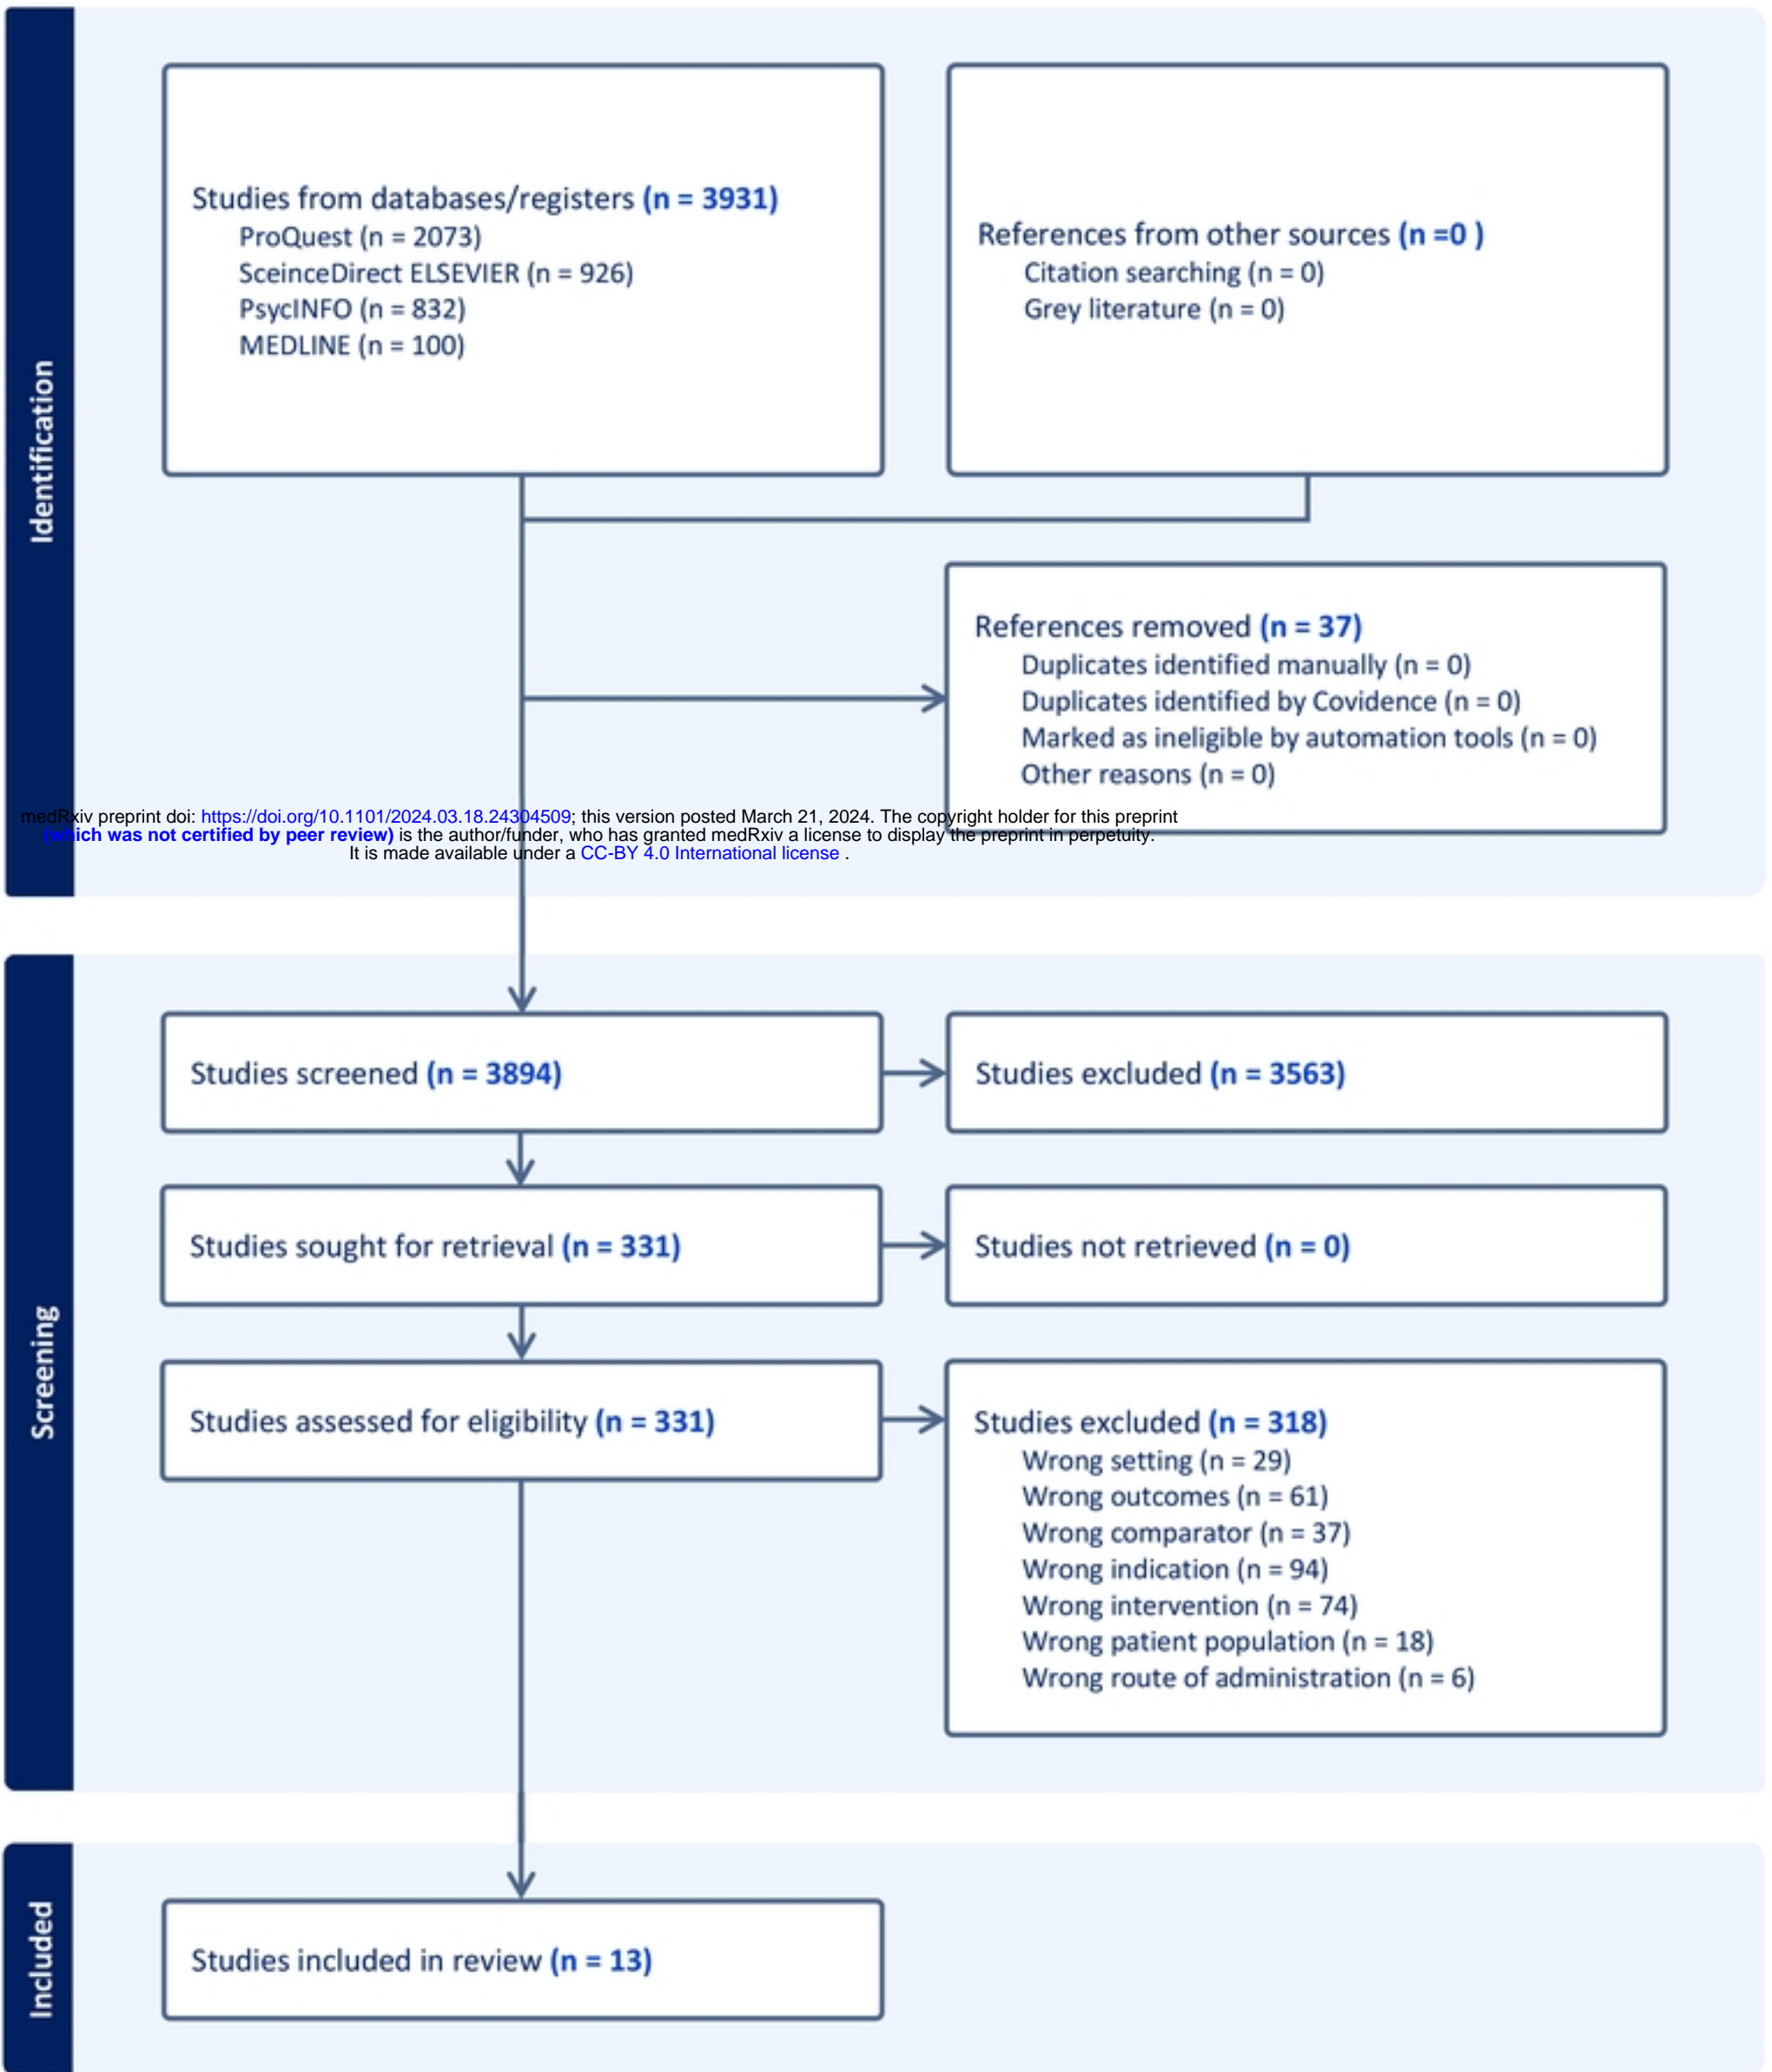 Identification
Studies from databases/registers (n = 3931)
ProQuest (n = 2073)
SceinceDirect ELSEVIER (n = 926)
PsycINFO (n = 832)
MEDLINE (n = 100)
References from other sources (n =0 )
Citation searching (n = 0)
Grey literature (n = 0)
References removed (n = 37)
Duplicates identified manually (n = 0)
Duplicates identified by Covidence (n = 0)
Marked as ineligible by automation tools (n = 0)
Other reasons (n = 0)
medRxiv preprint doi: https://doi.org/10.1101/2024.03.18.24304509; this version posted March 21, 2024. The copyright holder for this preprint
(which was not certified by peer review) is the author/funder, who has granted medRxiv a license to display the preprint in perpetuity.
It is made available under a CC-BY 4.0 International license .
Screening
Studies screened (n = 3894)
Studies excluded (n = 3563)
Studies sought for retrieval (n = 331)
Studies not retrieved (n = 0)
Studies assessed for eligibility (n = 331)
Studies excluded (n = 318)
Wrong setting (n = 29)
Wrong outcomes (n = 61)
Wrong comparator (n = 37)
Wrong indication (n = 94)
Wrong intervention (n = 74)
Wrong patient population (n = 18)
Wrong route of administration (n = 6)
Included
Studies included in review (n = 13)